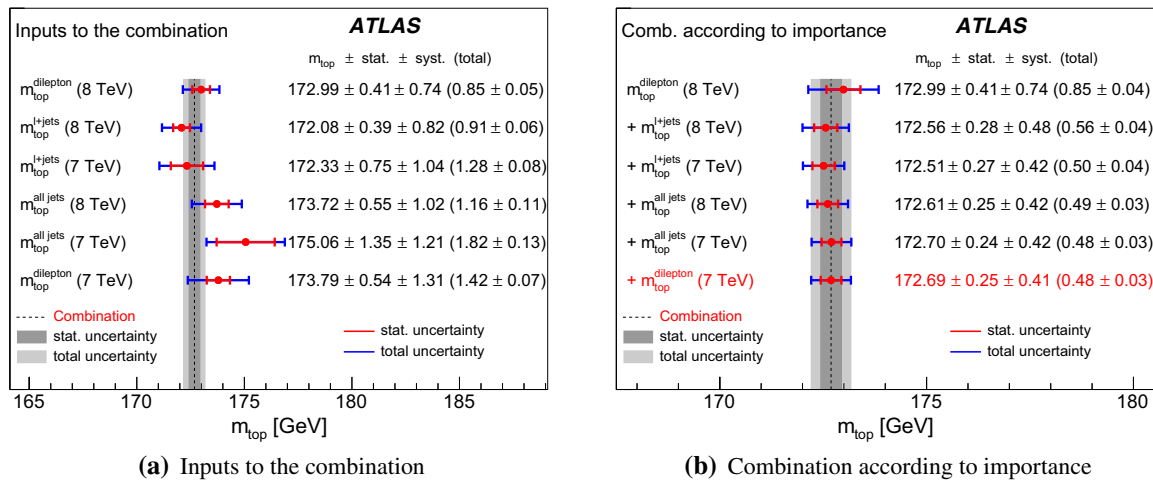 Inputs to the combination ATLAS
m_top ± stat. ± syst. (total)
m_top^dilepton (8 TeV) 172.99 ± 0.41 ± 0.74 (0.85 ± 0.05)
m_top^l+jets (8 TeV) 172.08 ± 0.39 ± 0.82 (0.91 ± 0.06)
m_top^l+jets (7 TeV) 172.33 ± 0.75 ± 1.04 (1.28 ± 0.08)
m_top^all jets (8 TeV) 173.72 ± 0.55 ± 1.02 (1.16 ± 0.11)
m_top^all jets (7 TeV) 175.06 ± 1.35 ± 1.21 (1.82 ± 0.13)
m_top^dilepton (7 TeV) 173.79 ± 0.54 ± 1.31 (1.42 ± 0.07)
Combination
stat. uncertainty stat. uncertainty
total uncertainty total uncertainty
165 170 175 180 185
m_top [GeV]
(a) Inputs to the combination
Comb. according to importance ATLAS
m_top ± stat. ± syst. (total)
m_top^dilepton (8 TeV) 172.99 ± 0.41 ± 0.74 (0.85 ± 0.04)
+ m_top^l+jets (8 TeV) 172.56 ± 0.28 ± 0.48 (0.56 ± 0.04)
+ m_top^l+jets (7 TeV) 172.51 ± 0.27 ± 0.42 (0.50 ± 0.04)
+ m_top^all jets (8 TeV) 172.61 ± 0.25 ± 0.42 (0.49 ± 0.03)
+ m_top^all jets (7 TeV) 172.70 ± 0.24 ± 0.42 (0.48 ± 0.03)
+ m_top^dilepton (7 TeV) 172.69 ± 0.25 ± 0.41 (0.48 ± 0.03)
Combination
stat. uncertainty stat. uncertainty
total uncertainty total uncertainty
170 175 180
m_top [GeV]
(b) Combination according to importance